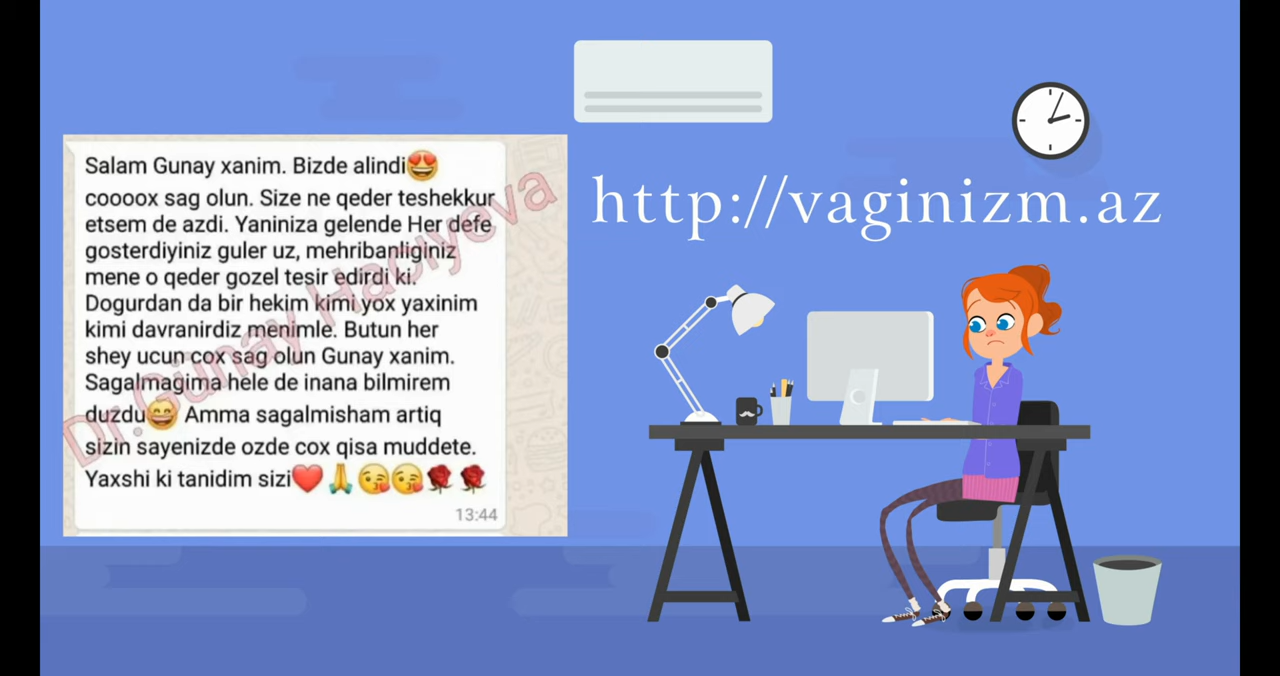 Salam Gunay xanim. Bizde alindi😍
coooox sag olun. Size ne qeder teshekkur
etsem de azdi. Yaniniza gelende Her defe
gosterdiyiniz guler uz, mehribanliginiz
mene o qeder gozel tesir edirdi ki.
Dogurdan da bir hekim kimi yox yaxinim
kimi davranirdiz menimle. Butun her
shey ucun cox sag olun Gunay xanim.
Sagalmagima hele de inana bilmirem
duzdu😄 Amma sagalmisham artiq
sizin sayenizde ozde cox qisa muddete.
Yaxshi ki tanidim sizi❤️🙏😘😘🌹🌹
13:44
Dr.Günay Hacıyeva
http://vaginizm.az